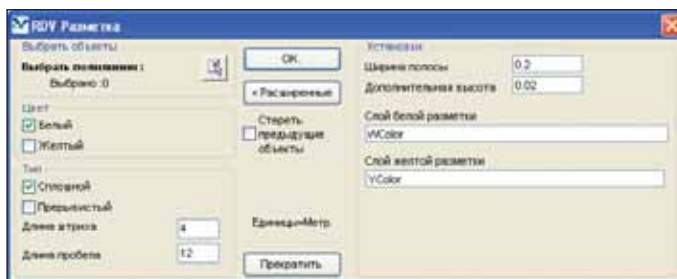 RDV Разметка
Выбрать объекты
Выбрать полилинии :
Выбрано :0
Цвет
Белый
Желтый
Тип
Сплошной
Прерывистый
Длина штриха 4
Длина пробела 12
OK
< Расширенные
Стереть
предыдущие
объекты
Единицы=Метр
Прекратить
Установки
Ширина полосы 0.2
Дополнительная высота 0.02
Слой белой разметки
WColor
Слой желтой разметки
YColor